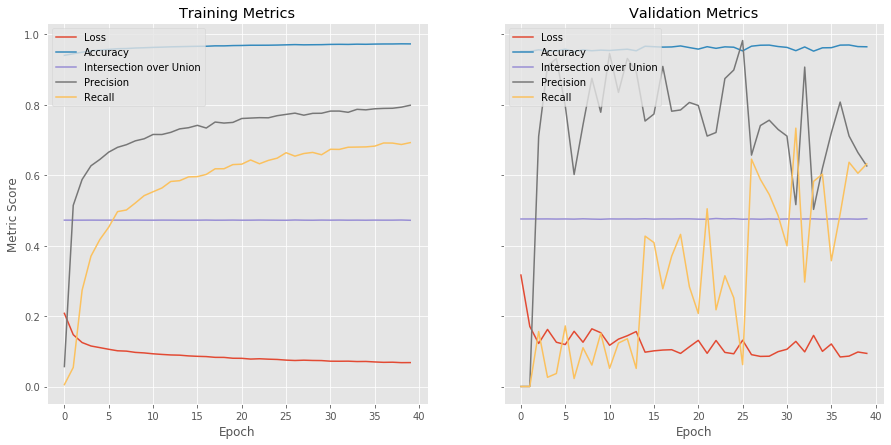 Training Metrics
Validation Metrics
Loss
Accuracy
Intersection over Union
Precision
Recall
Loss
Accuracy
Intersection over Union
Precision
Recall
Metric Score
1.0
0.8
0.6
0.4
0.2
0.0
0 5 10 15 20 25 30 35 40
0 5 10 15 20 25 30 35 40
Epoch
Epoch